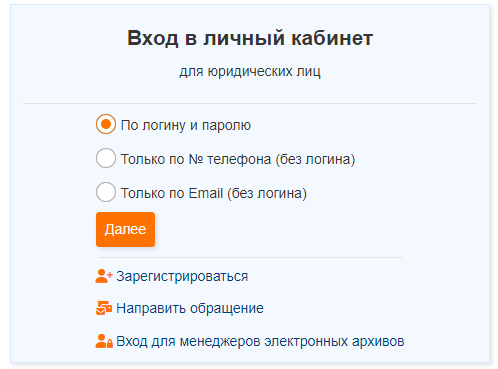 Вход в личный кабинет
для юридических лиц
По логину и паролю
Только по № телефона (без логина)
Только по Email (без логина)
Далее
Зарегистрироваться
Направить обращение
Вход для менеджеров электронных архивов